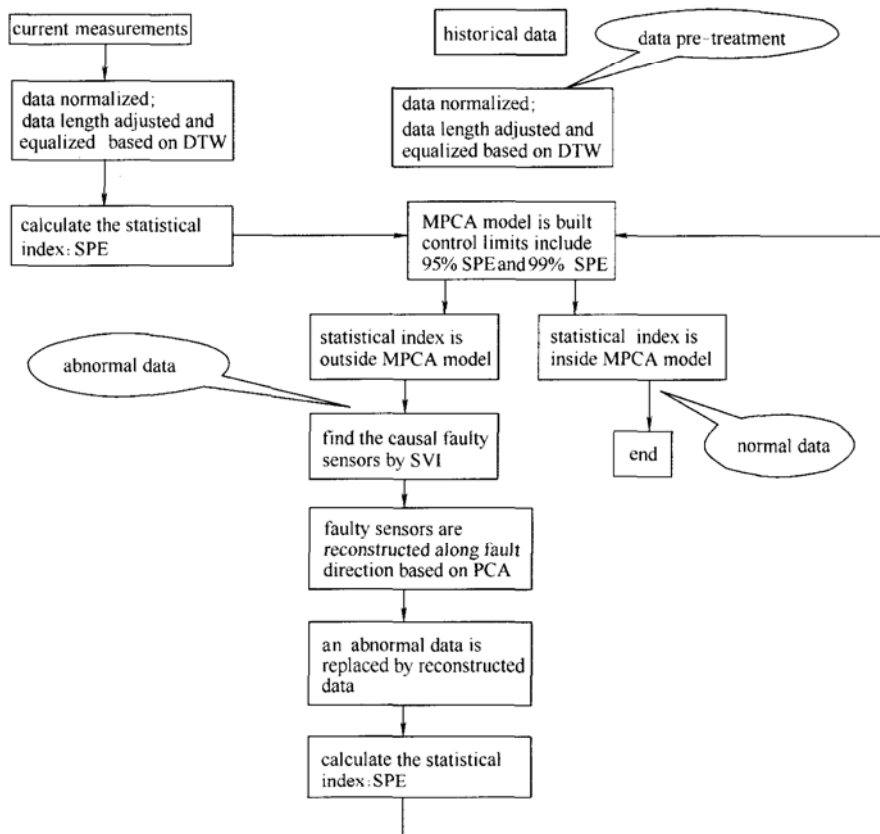 current measurements
historical data
data pre-treatment
data normalized;
data length adjusted and
equalized based on DTW
data normalized;
data length adjusted and
equalized based on DTW
calculate the statistical
index: SPE
MPCA model is built
control limits include
95% SPE and 99% SPE
statistical index is
outside MPCA model
statistical index is
inside MPCA model
abnormal data
find the causal faulty
sensors by SVI
end
normal data
faulty sensors are
reconstructed along fault
direction based on PCA
an abnormal data is
replaced by reconstructed
data
calculate the statistical
index:SPE